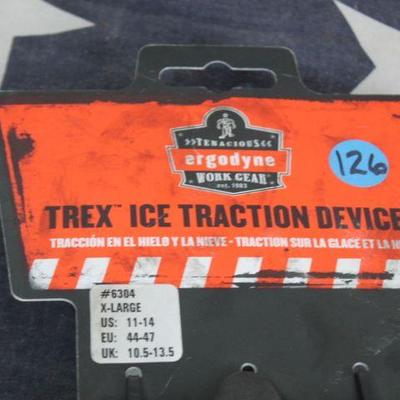 >>TENACIOUS<<
ergodyne
WORK GEAR
est. 1983
126
TREX™ ICE TRACTION DEVICE
TRACCIÓN EN EL HIELO Y LA NIEVE - TRACTION SUR LA GLACE ET LA N
#6304
X-LARGE
US: 11-14
EU: 44-47
UK: 10.5-13.5